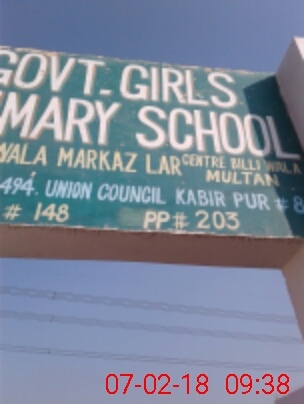 GOVT-GIRLS
MARY SCHOOL
WALA MARKAZ LAR CENTRE BILLI WALA
MULTAN
494. UNION COUNCIL KABIR PUR # 8
# 148 PP# 203
07-02-18 09:38